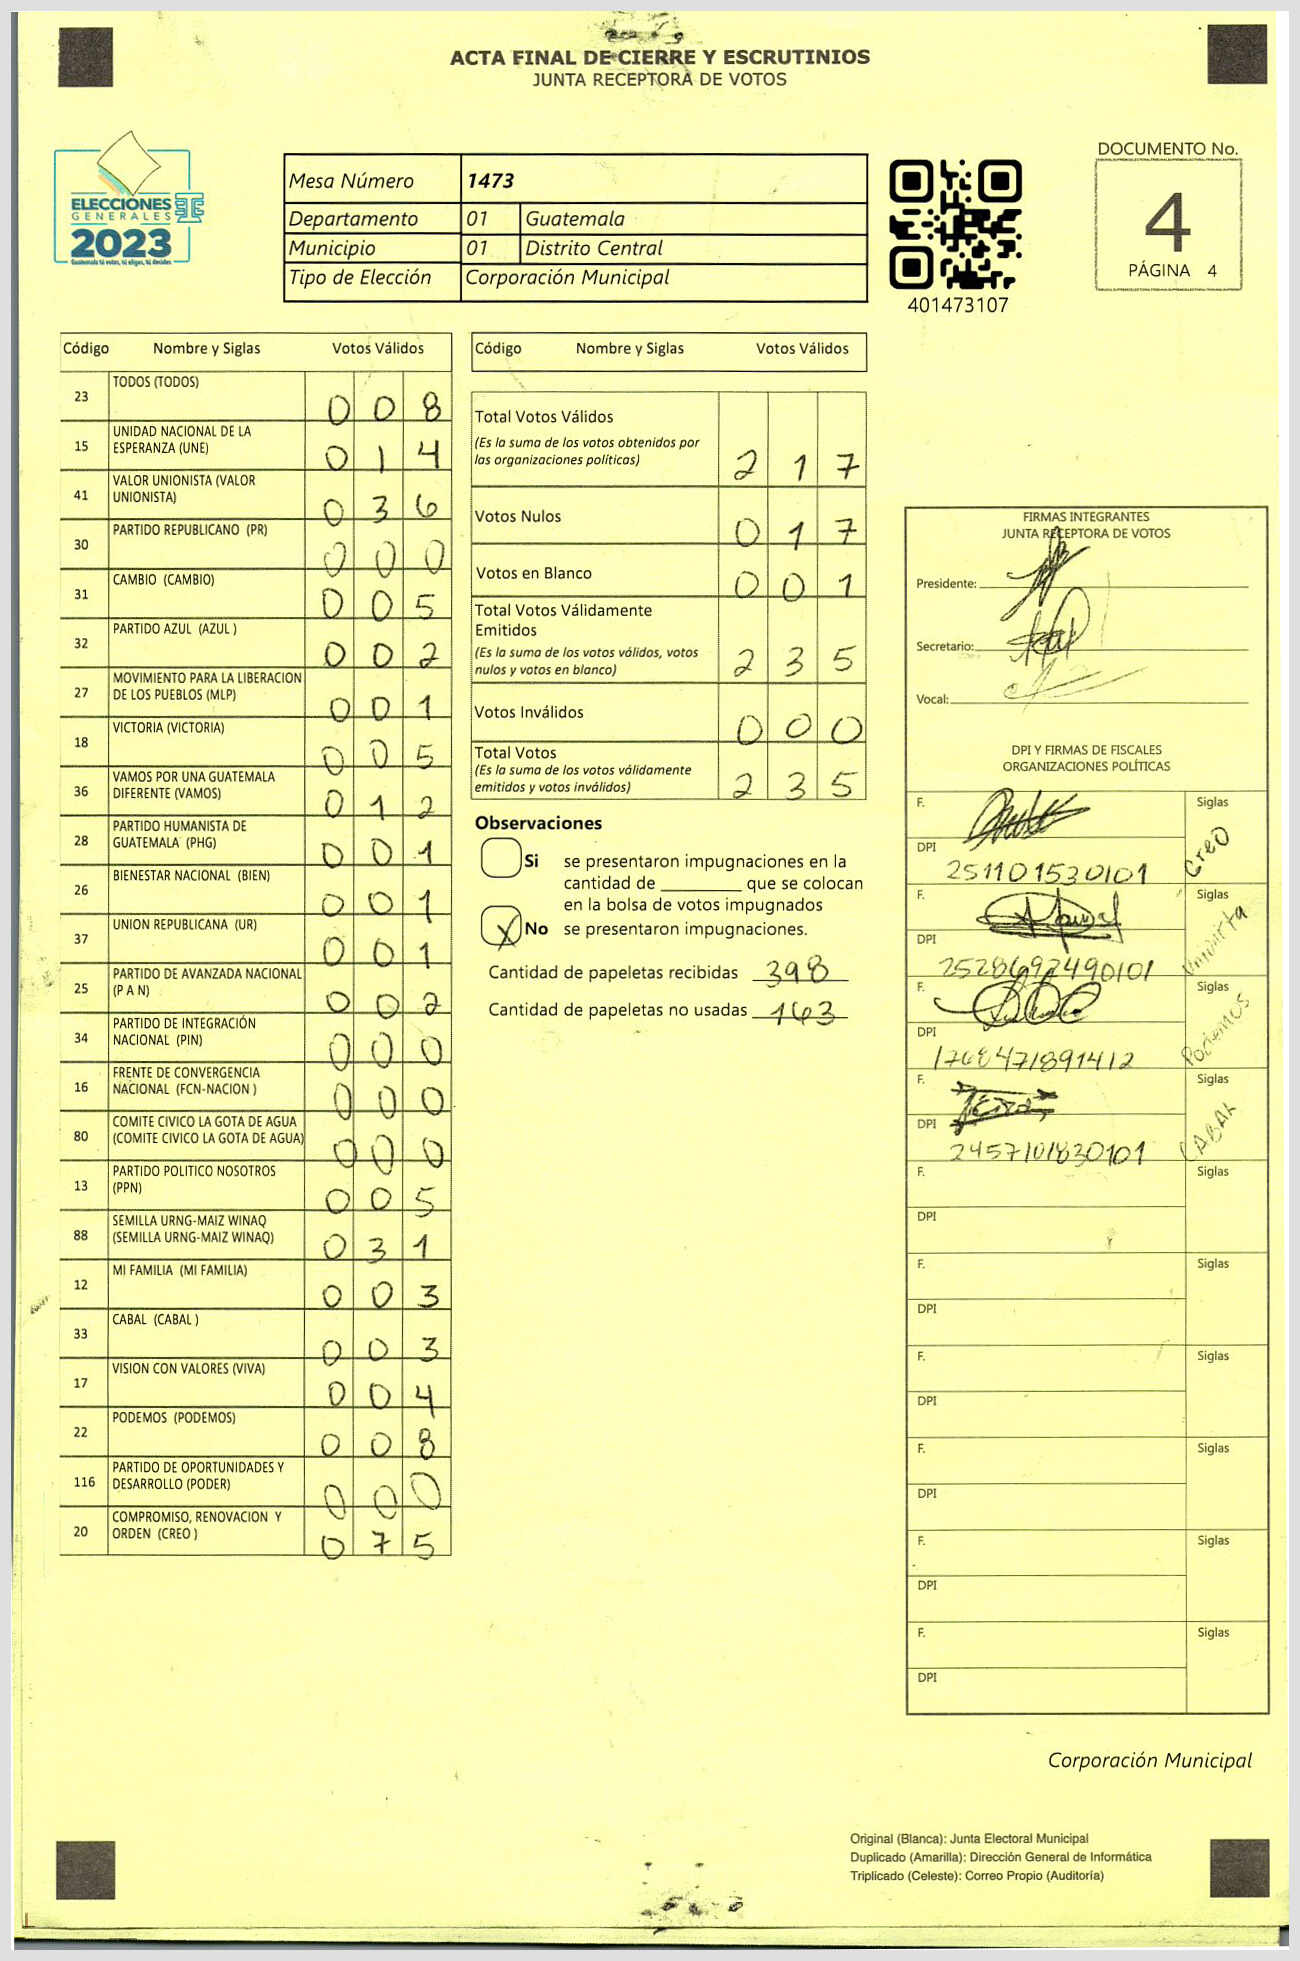 ACTA FINAL DE CIERRE Y ESCRUTINIOS
JUNTA RECEPTORA DE VOTOS
ELECCIONES
GENERALES
2023
Guatemala tú votas, tú eliges, tú decides
Mesa Número 1473
Departamento 01 Guatemala
Municipio 01 Distrito Central
Tipo de Elección Corporación Municipal
401473107
DOCUMENTO No.
4
PÁGINA 4
Código Nombre y Siglas Votos Válidos
23 TODOS (TODOS) 0 0 8
15 UNIDAD NACIONAL DE LA ESPERANZA (UNE) 0 1 4
41 VALOR UNIONISTA (VALOR UNIONISTA) 0 3 6
30 PARTIDO REPUBLICANO (PR) 0 0 0
31 CAMBIO (CAMBIO) 0 0 5
32 PARTIDO AZUL (AZUL ) 0 0 2
27 MOVIMIENTO PARA LA LIBERACION DE LOS PUEBLOS (MLP) 0 0 1
18 VICTORIA (VICTORIA) 0 0 5
36 VAMOS POR UNA GUATEMALA DIFERENTE (VAMOS) 0 1 2
28 PARTIDO HUMANISTA DE GUATEMALA (PHG) 0 0 1
26 BIENESTAR NACIONAL (BIEN) 0 0 1
37 UNION REPUBLICANA (UR) 0 0 1
25 PARTIDO DE AVANZADA NACIONAL (P A N) 0 0 2
34 PARTIDO DE INTEGRACIÓN NACIONAL (PIN) 0 0 0
16 FRENTE DE CONVERGENCIA NACIONAL (FCN-NACION ) 0 0 0
80 COMITE CIVICO LA GOTA DE AGUA (COMITE CIVICO LA GOTA DE AGUA) 0 0 0
13 PARTIDO POLITICO NOSOTROS (PPN) 0 0 5
88 SEMILLA URNG-MAIZ WINAQ (SEMILLA URNG-MAIZ WINAQ) 0 3 1
12 MI FAMILIA (MI FAMILIA) 0 0 3
33 CABAL (CABAL ) 0 0 3
17 VISION CON VALORES (VIVA) 0 0 4
22 PODEMOS (PODEMOS) 0 0 8
116 PARTIDO DE OPORTUNIDADES Y DESARROLLO (PODER) 0 0 0
20 COMPROMISO, RENOVACION Y ORDEN (CREO ) 0 7 5
Código Nombre y Siglas Votos Válidos
Total Votos Válidos 2 1 7
(Es la suma de los votos obtenidos por
las organizaciones políticas)
Votos Nulos 0 1 7
Votos en Blanco 0 0 1
Total Votos Válidamente
Emitidos 2 3 5
(Es la suma de los votos válidos, votos
nulos y votos en blanco)
Votos Inválidos 0 0 0
Total Votos 2 3 5
(Es la suma de los votos válidamente
emitidos y votos inválidos)
Observaciones
Si se presentaron impugnaciones en la
cantidad de ________ que se colocan
en la bolsa de votos impugnados
X No se presentaron impugnaciones.
Cantidad de papeletas recibidas 398
Cantidad de papeletas no usadas 163
FIRMAS INTEGRANTES
JUNTA RECEPTORA DE VOTOS
Presidente:
Secretario:
Vocal:
DPI Y FIRMAS DE FISCALES
ORGANIZACIONES POLÍTICAS
F. Siglas
DPI 251101530101 CreO
F. Siglas
DPI 2528692490101 Unionista
F. Siglas
DPI 1768471891412 Podemos
F. Siglas
DPI 2457101830101 CABAL
F. Siglas
DPI
F. Siglas
DPI
F. Siglas
DPI
F. Siglas
DPI
F. Siglas
DPI
F. Siglas
DPI
Corporación Municipal
Original (Blanca): Junta Electoral Municipal
Duplicado (Amarilla): Dirección General de Informática
Triplicado (Celeste): Correo Propio (Auditoría)